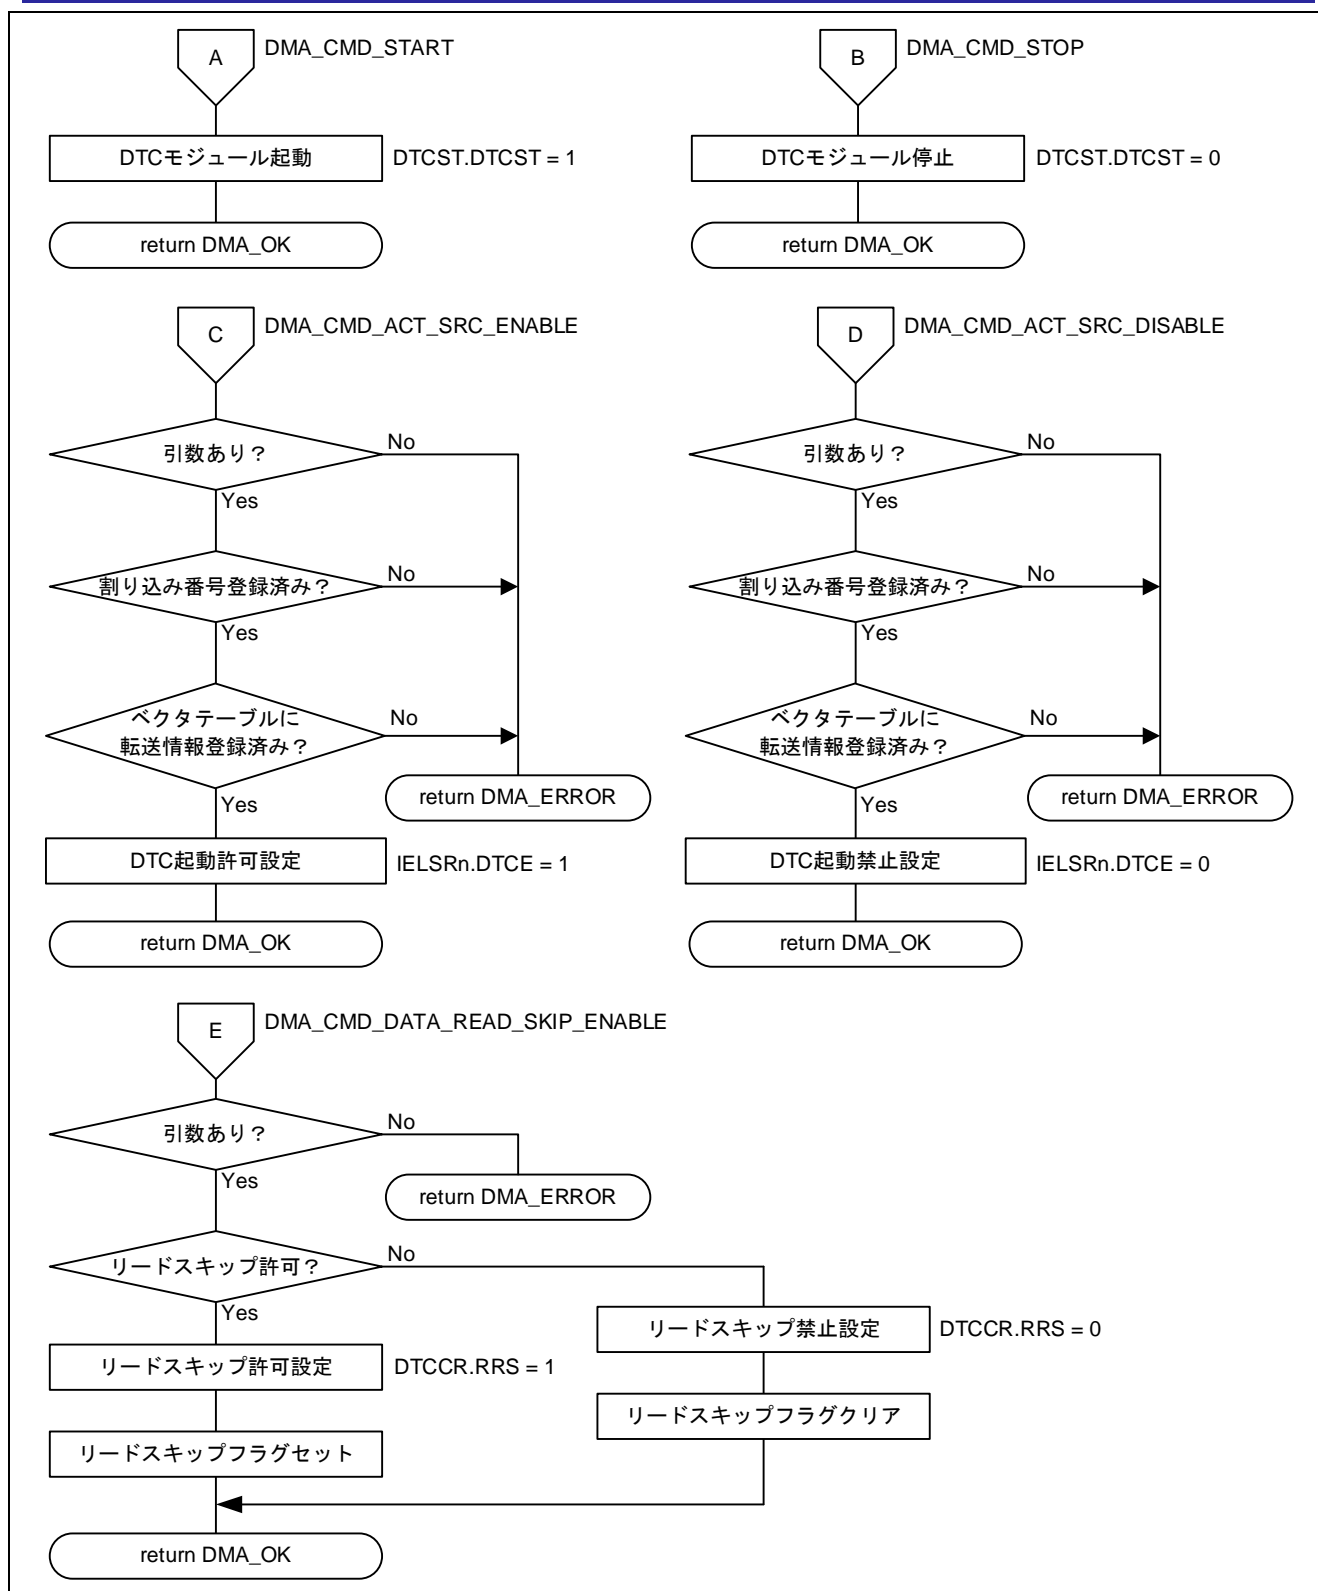 A
DMA_CMD_START
DTCモジュール起動
DTCST.DTCST = 1
return DMA_OK
B
DMA_CMD_STOP
DTCモジュール停止
DTCST.DTCST = 0
return DMA_OK
C
DMA_CMD_ACT_SRC_ENABLE
引数あり？
No
Yes
割り込み番号登録済み？
No
Yes
ベクタテーブルに
転送情報登録済み？
No
Yes
return DMA_ERROR
DTC起動許可設定
IELSRn.DTCE = 1
return DMA_OK
D
DMA_CMD_ACT_SRC_DISABLE
引数あり？
No
Yes
割り込み番号登録済み？
No
Yes
ベクタテーブルに
転送情報登録済み？
No
Yes
return DMA_ERROR
DTC起動禁止設定
IELSRn.DTCE = 0
return DMA_OK
E
DMA_CMD_DATA_READ_SKIP_ENABLE
引数あり？
No
Yes
return DMA_ERROR
リードスキップ許可？
No
Yes
リードスキップ禁止設定
DTCCR.RRS = 0
リードスキップ許可設定
DTCCR.RRS = 1
リードスキップフラグクリア
リードスキップフラグセット
return DMA_OK